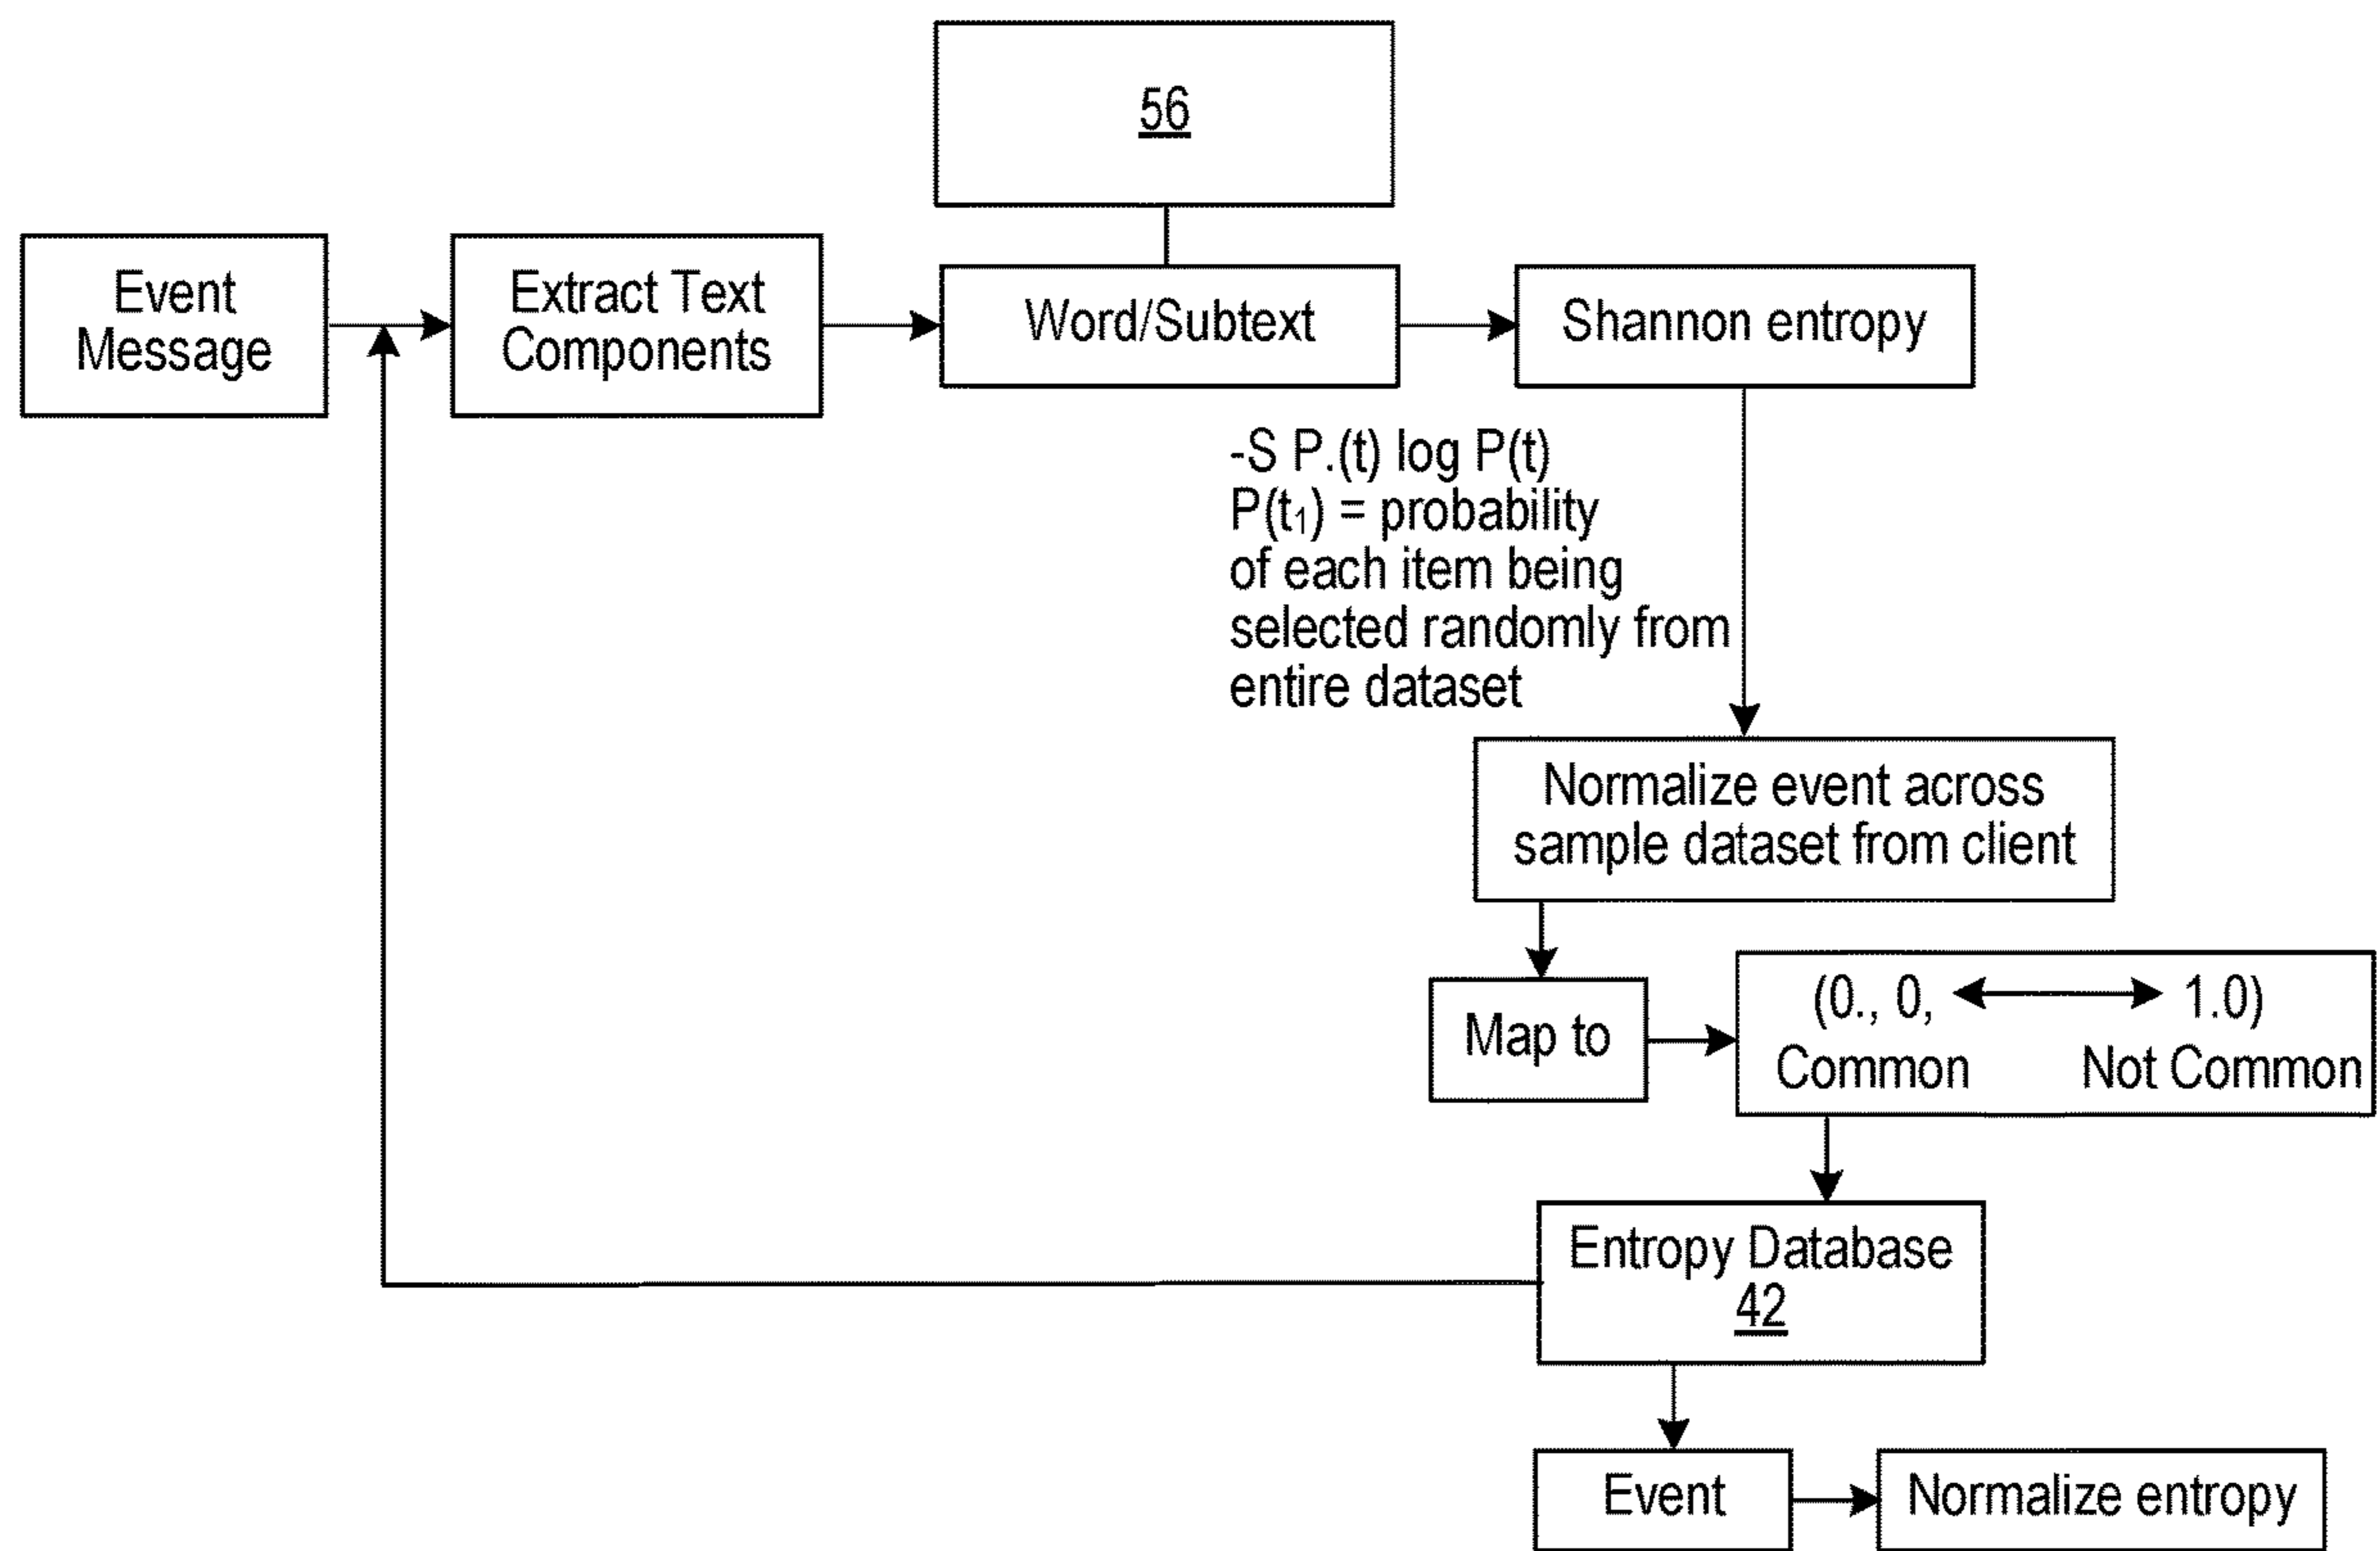 56
Event
Message
Extract Text
Components
Word/Subtext
Shannon entropy
-S P.(t) log P(t)
P(t₁) = probability
of each item being
selected randomly from
entire dataset
Normalize event across
sample dataset from client
Map to
(0., 0, 1.0)
Common Not Common
Entropy Database
42
Event
Normalize entropy